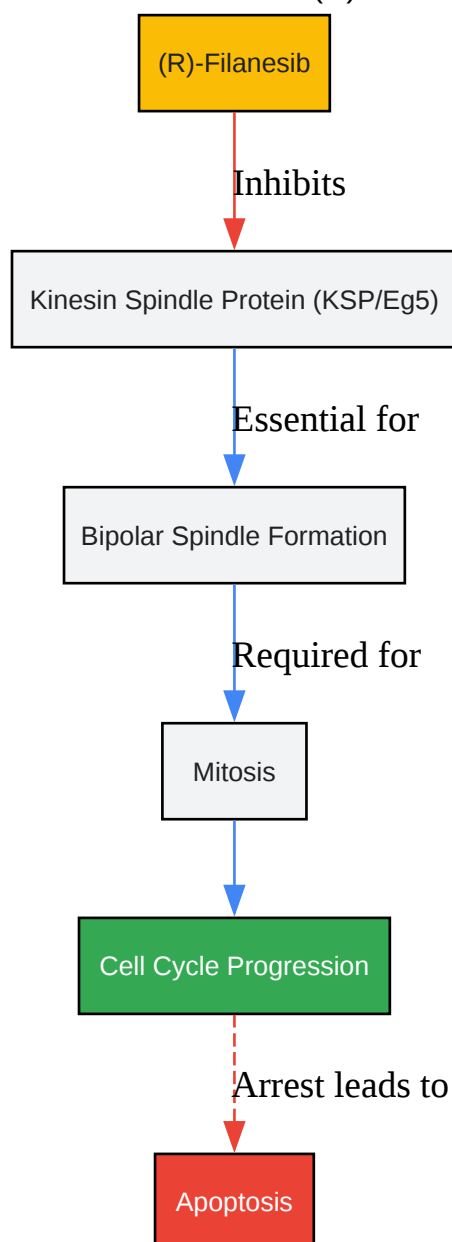 (R)-Filanesib
Inhibits
Kinesin Spindle Protein (KSP/Eg5)
Essential for
Bipolar Spindle Formation
Required for
Mitosis
Cell Cycle Progression
Arrest leads to
Apoptosis